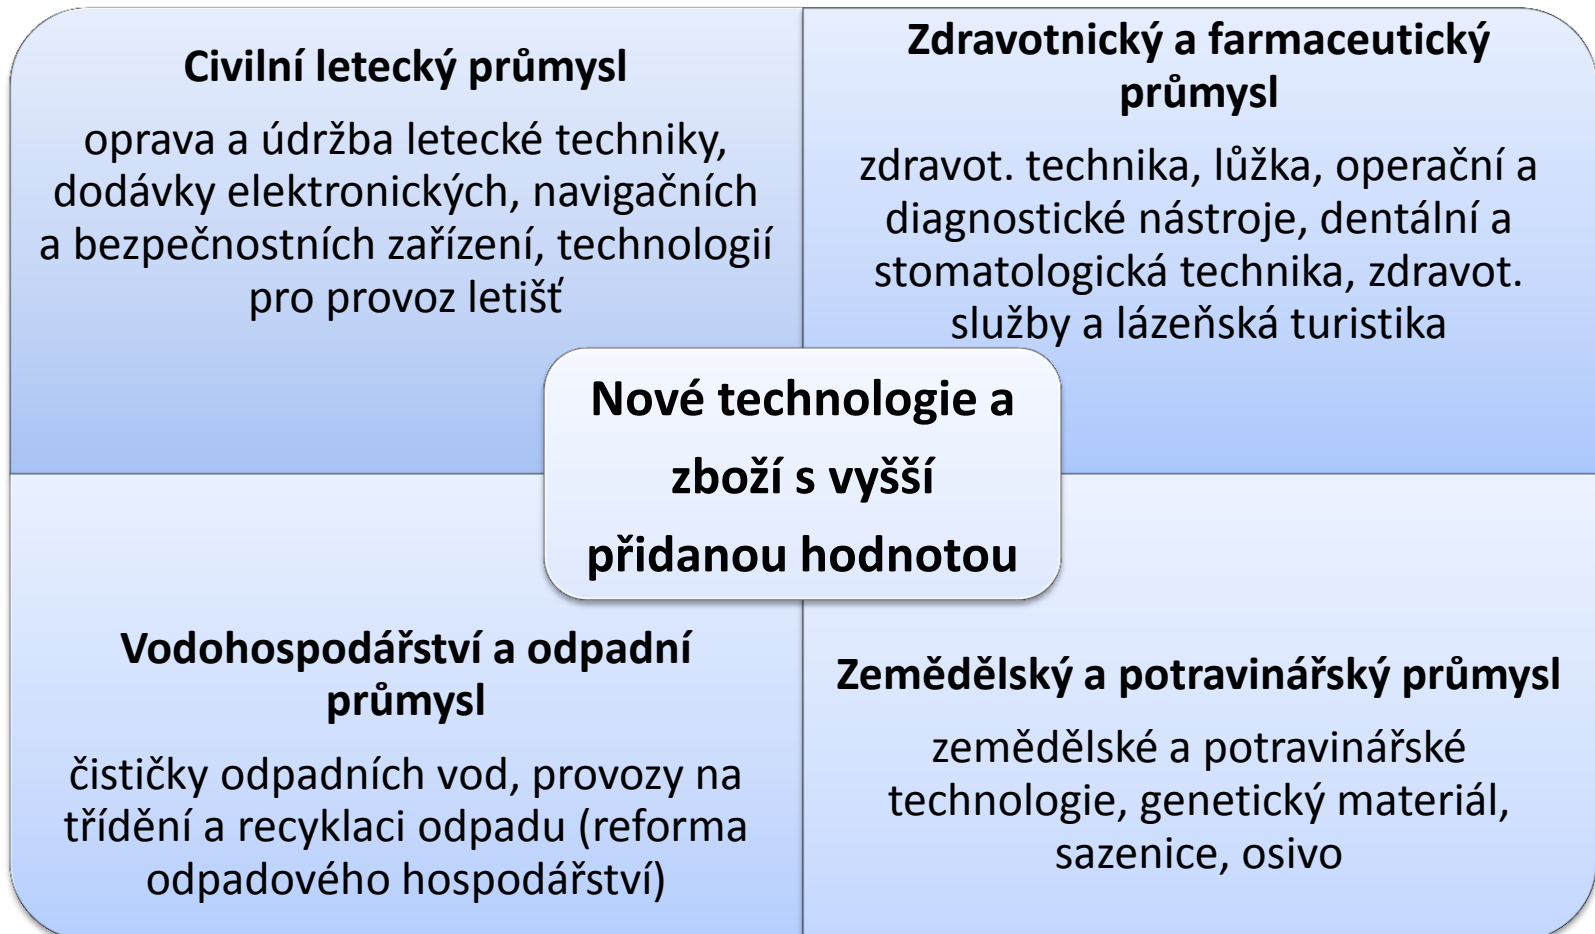 Civilní letecký průmysl
oprava a údržba letecké techniky,
dodávky elektronických, navigačních
a bezpečnostních zařízení, technologií
pro provoz letišť
Zdravotnický a farmaceutický
průmysl
zdravot. technika, lůžka, operační a
diagnostické nástroje, dentální a
stomatologická technika, zdravot.
služby a lázeňská turistika
Nové technologie a
zboží s vyšší
přidanou hodnotou
Vodohospodářství a odpadní
průmysl
čističky odpadních vod, provozy na
třídění a recyklaci odpadu (reforma
odpadového hospodářství)
Zemědělský a potravinářský průmysl
zemědělské a potravinářské
technologie, genetický materiál,
sazenice, osivo